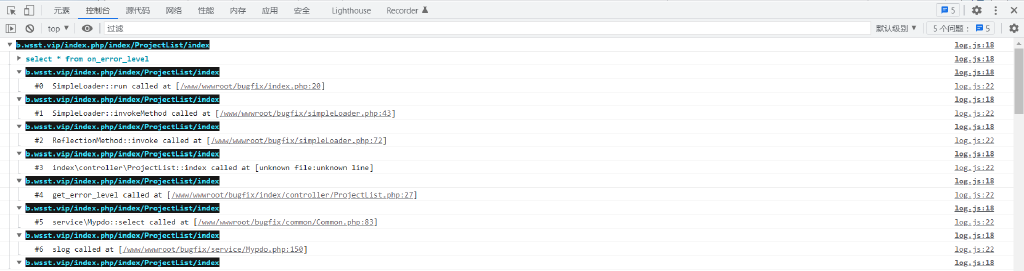 元素 控制台 源代码 网络 性能 内存 应用 安全 Lighthouse Recorder 5
top 过滤 默认级别 5 个问题: 5
b.wsst.vip/index.php/index/ProjectList/index log.js:18
select * from on_error_level log.js:18
b.wsst.vip/index.php/index/ProjectList/index log.js:18
#0 SimpleLoader::run called at [/www/wwwroot/bugfix/index.php:20] log.js:22
b.wsst.vip/index.php/index/ProjectList/index log.js:18
#1 SimpleLoader::invokeMethod called at [/www/wwwroot/bugfix/simpleLoader.php:43] log.js:22
b.wsst.vip/index.php/index/ProjectList/index log.js:18
#2 ReflectionMethod::invoke called at [/www/wwwroot/bugfix/simpleLoader.php:72] log.js:22
b.wsst.vip/index.php/index/ProjectList/index log.js:18
#3 index\controller\ProjectList::index called at [unknown file:unknown line] log.js:22
b.wsst.vip/index.php/index/ProjectList/index log.js:18
#4 get_error_level called at [/www/wwwroot/bugfix/index/controller/ProjectList.php:27] log.js:22
b.wsst.vip/index.php/index/ProjectList/index log.js:18
#5 service\Mypdo::select called at [/www/wwwroot/bugfix/common/Common.php:83] log.js:22
b.wsst.vip/index.php/index/ProjectList/index log.js:18
#6 slog called at [/www/wwwroot/bugfix/service/Mypdo.php:150] log.js:22
b.wsst.vip/index.php/index/ProjectList/index log.js:18